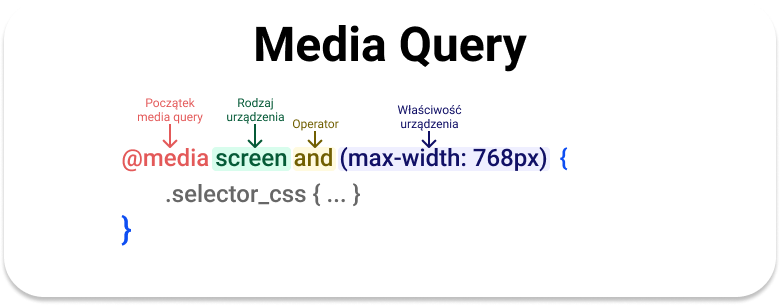 Media Query
Początek
media query
Rodzaj
urządzenia
Operator
Właściwość
urządzenia
@media screen and (max-width: 768px) {
.selector_css { ... }
}